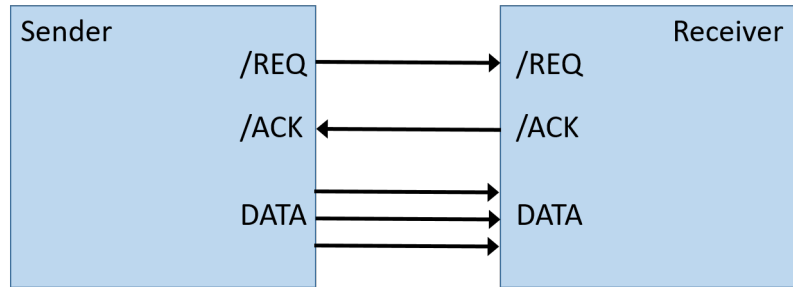 Sender
Receiver
/REQ
/REQ
/ACK
/ACK
DATA
DATA